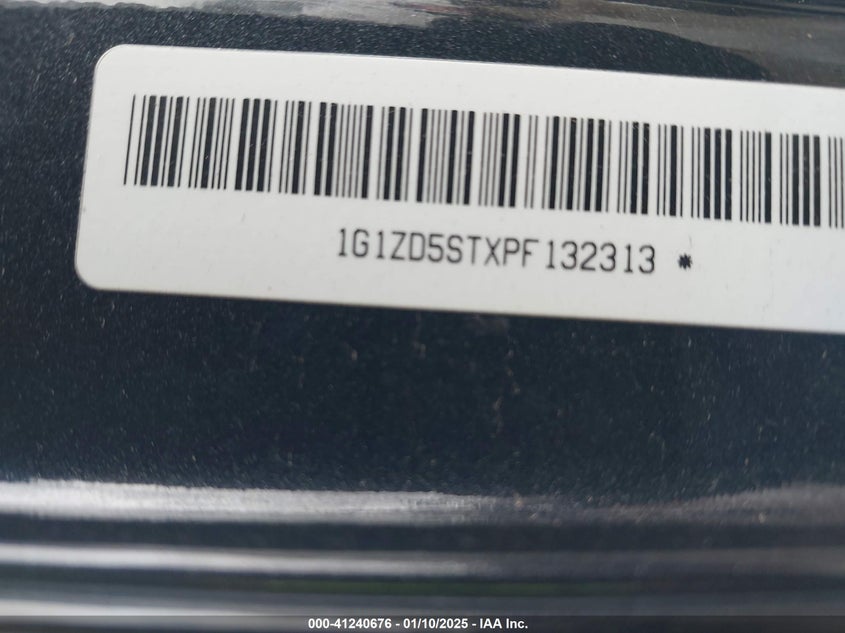 1G1ZD5STXPF132313 *
000-41240676 - 01/10/2025 - IAA Inc.